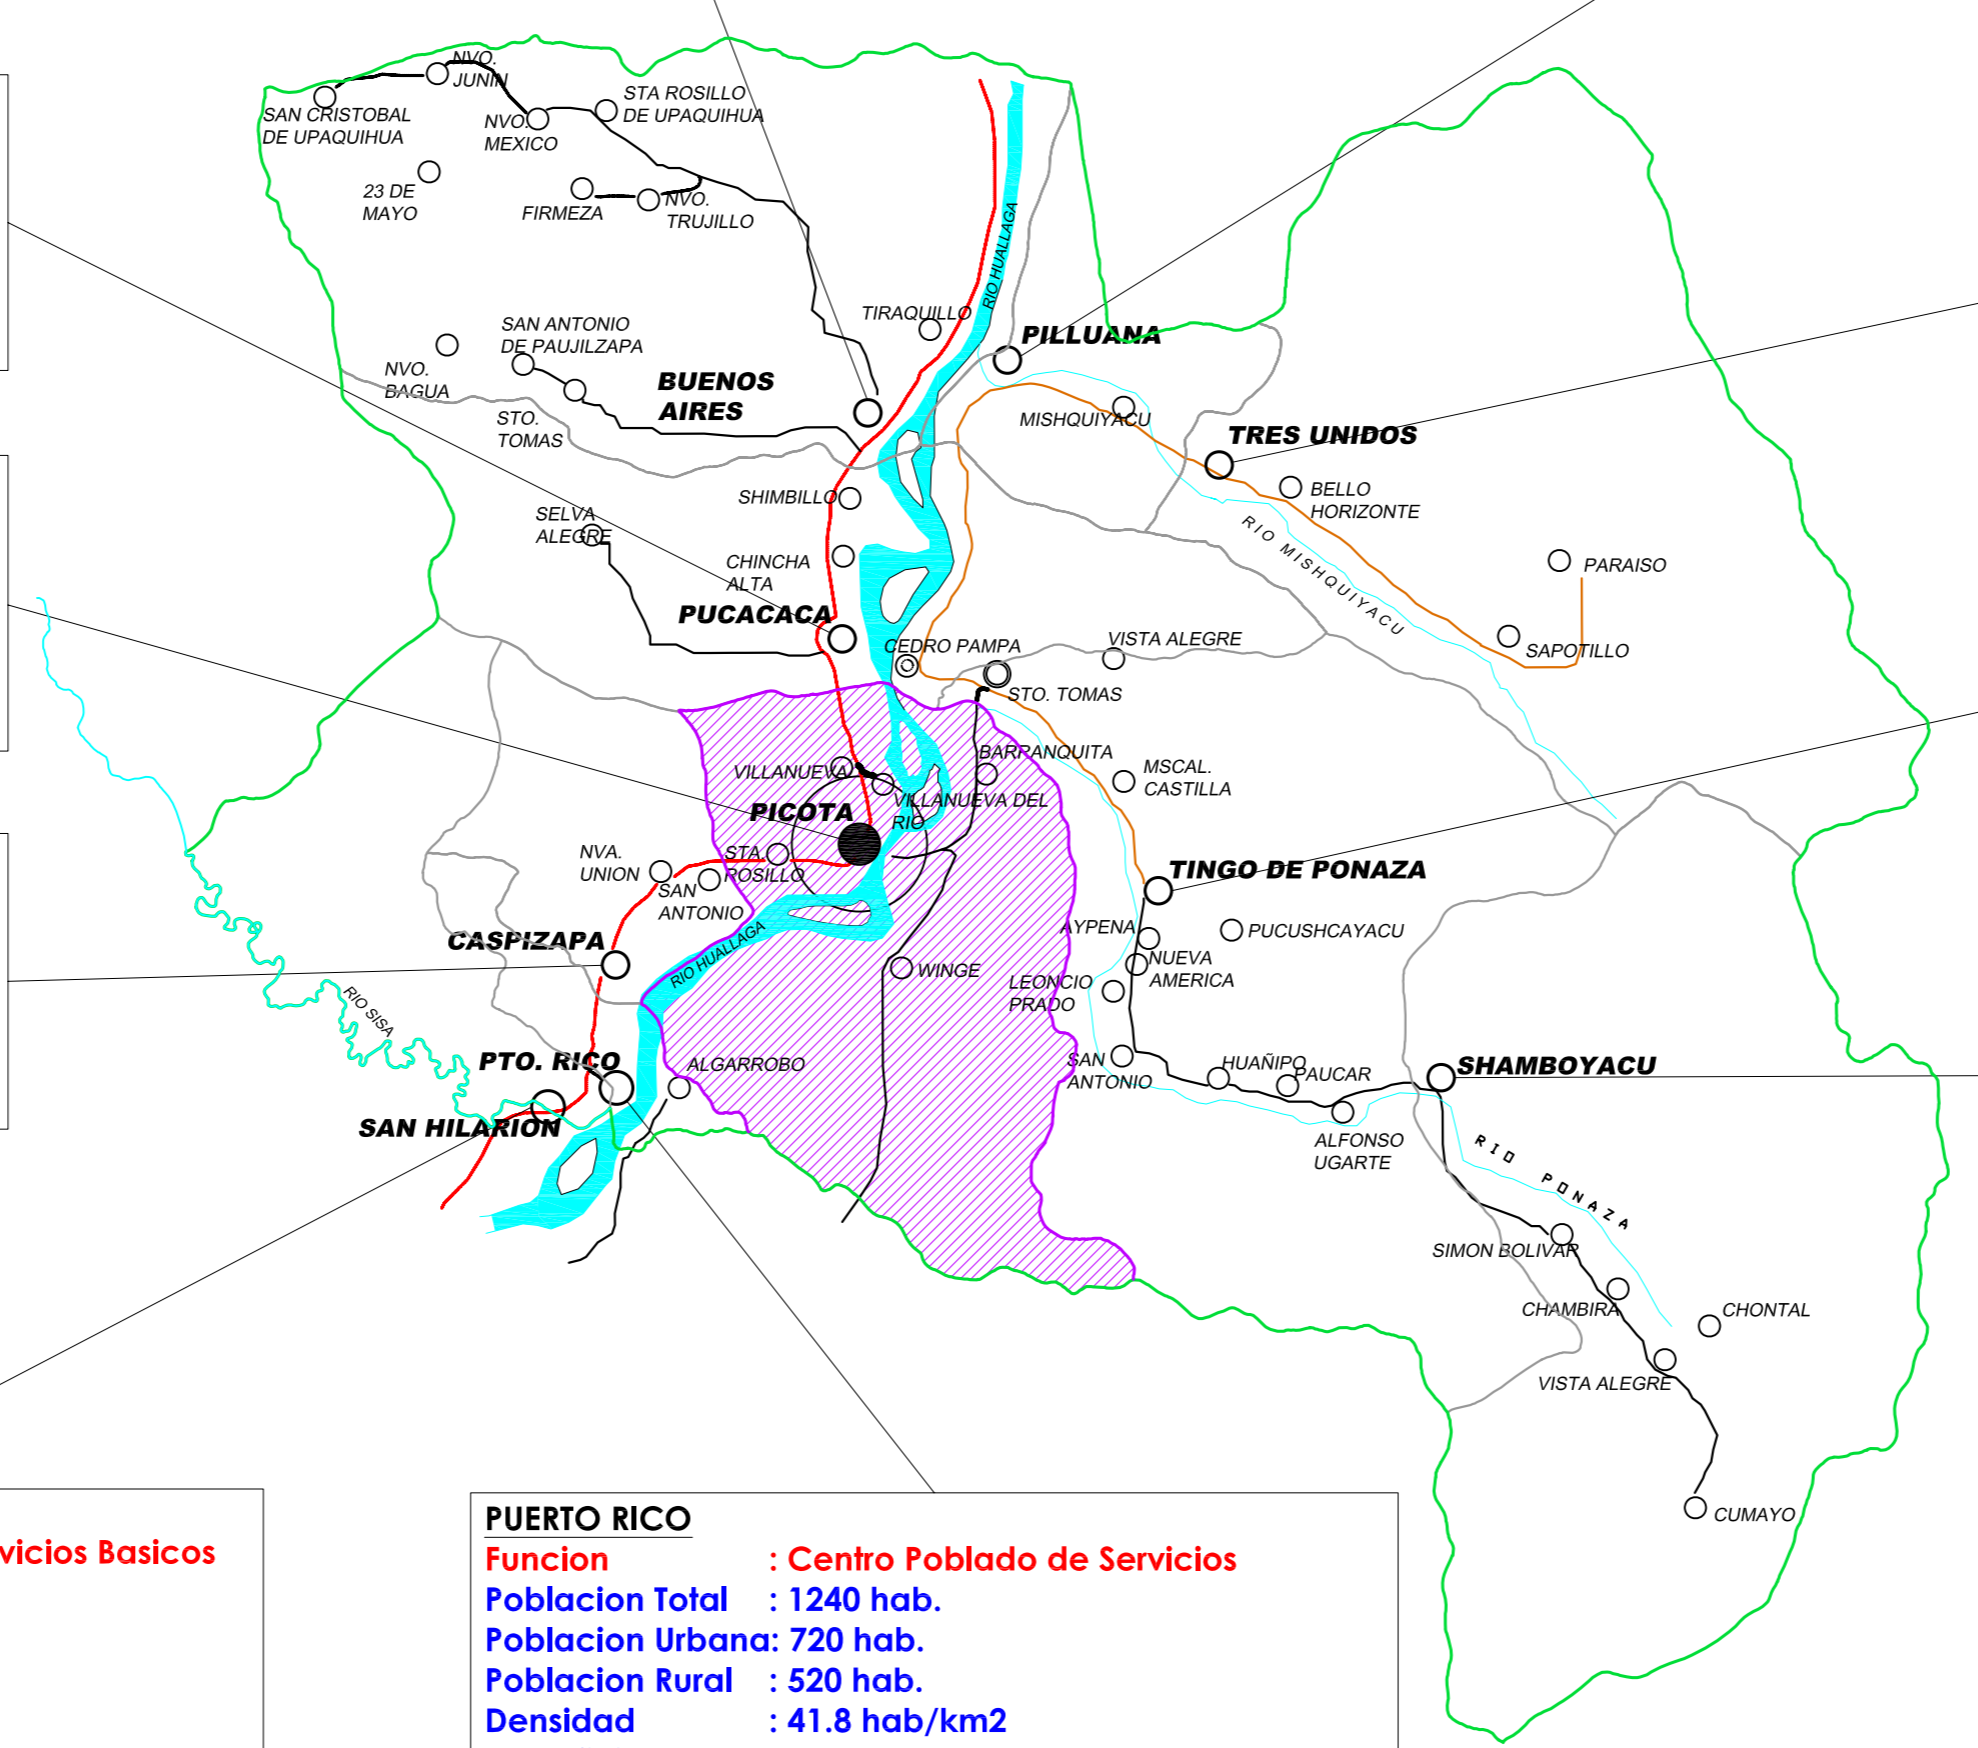 NVO.
JUNIN
SAN CRISTOBAL
DE UPAQUIHUA
NVO.
MEXICO
STA ROSILLO
DE UPAQUIHUA
23 DE
MAYO
FIRMEZA
NVO.
TRUJILLO
RIO HUALLAGA
TIRAQUILLO
PILLUANA
SAN ANTONIO
DE PAUJILZAPA
NVO.
BAGUA
STO.
TOMAS
BUENOS
AIRES
MISHQUIYACU
TRES UNIDOS
BELLO
HORIZONTE
SHIMBILLO
SELVA
ALEGRE
CHINCHA
ALTA
RIO MISHQUIYACU
PARAISO
PUCACACA
CEDRO PAMPA
VISTA ALEGRE
SAPOTILLO
STO. TOMAS
BARRANQUITA
MSCAL.
CASTILLA
VILLANUEVA
VILLANUEVA DEL
RIO
PICOTA
NVA.
UNION
STA.
ROSILLO
SAN
ANTONIO
TINGO DE PONAZA
AYPENA
PUCUSHCAYACU
CASPIZAPA
RIO HUALLAGA
WINGE
NUEVA
AMERICA
LEONCIO
PRADO
RIO SISA
PTO. RICO
ALGARROBO
SAN
ANTONIO
HUAÑIPO
PAUCAR
SHAMBOYACU
SAN HILARION
ALFONSO
UGARTE
RIO PONAZA
SIMON BOLIVAR
CHAMBIRA
CHONTAL
VISTA ALEGRE
CUMAYO
vicios Basicos
PUERTO RICO
Funcion : Centro Poblado de Servicios
Poblacion Total : 1240 hab.
Poblacion Urbana: 720 hab.
Poblacion Rural : 520 hab.
Densidad : 41.8 hab/km2